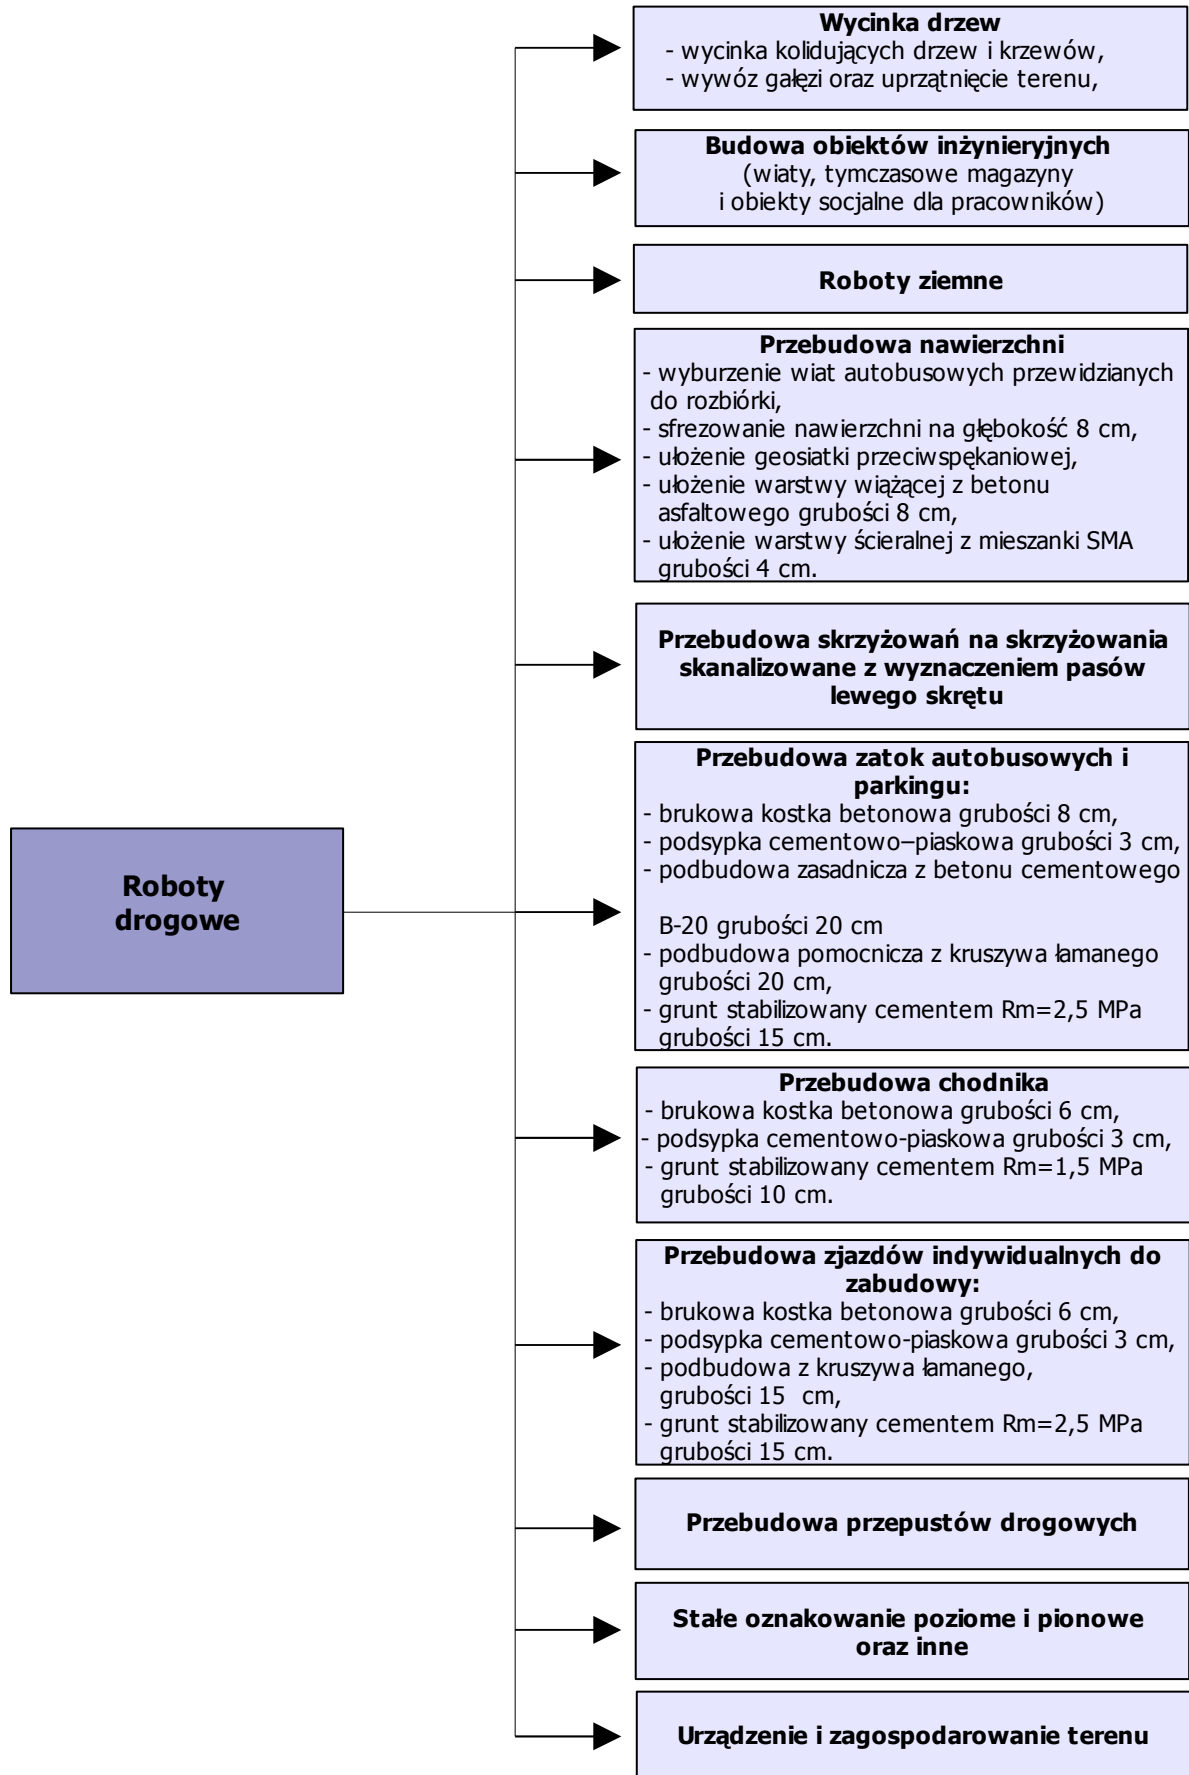 Wycinka drzew
- wycinka kolidujących drzew i krzewów,
- wywóz gałęzi oraz uprzątnięcie terenu,
Budowa obiektów inżynieryjnych
(wiaty, tymczasowe magazyny
i obiekty socjalne dla pracowników)
Roboty ziemne
Przebudowa nawierzchni
- wyburzenie wiat autobusowych przewidzianych
do rozbiórki,
- sfrezowanie nawierzchni na głębokość 8 cm,
- ułożenie geosiatki przeciwspękaniowej,
- ułożenie warstwy wiążącej z betonu
asfaltowego grubości 8 cm,
- ułożenie warstwy ścieralnej z mieszanki SMA
grubości 4 cm.
Przebudowa skrzyżowań na skrzyżowania
skanalizowane z wyznaczeniem pasów
lewego skrętu
Roboty
drogowe
Przebudowa zatok autobusowych i
parkingu:
- brukowa kostka betonowa grubości 8 cm,
- podsypka cementowo–piaskowa grubości 3 cm,
- podbudowa zasadnicza z betonu cementowego
B-20 grubości 20 cm
- podbudowa pomocnicza z kruszywa łamanego
grubości 20 cm,
- grunt stabilizowany cementem Rm=2,5 MPa
grubości 15 cm.
Przebudowa chodnika
- brukowa kostka betonowa grubości 6 cm,
- podsypka cementowo-piaskowa grubości 3 cm,
- grunt stabilizowany cementem Rm=1,5 MPa
grubości 10 cm.
Przebudowa zjazdów indywidualnych do
zabudowy:
- brukowa kostka betonowa grubości 6 cm,
- podsypka cementowo-piaskowa grubości 3 cm,
- podbudowa z kruszywa łamanego,
grubości 15 cm,
- grunt stabilizowany cementem Rm=2,5 MPa
grubości 15 cm.
Przebudowa przepustów drogowych
Stałe oznakowanie poziome i pionowe
oraz inne
Urządzenie i zagospodarowanie terenu